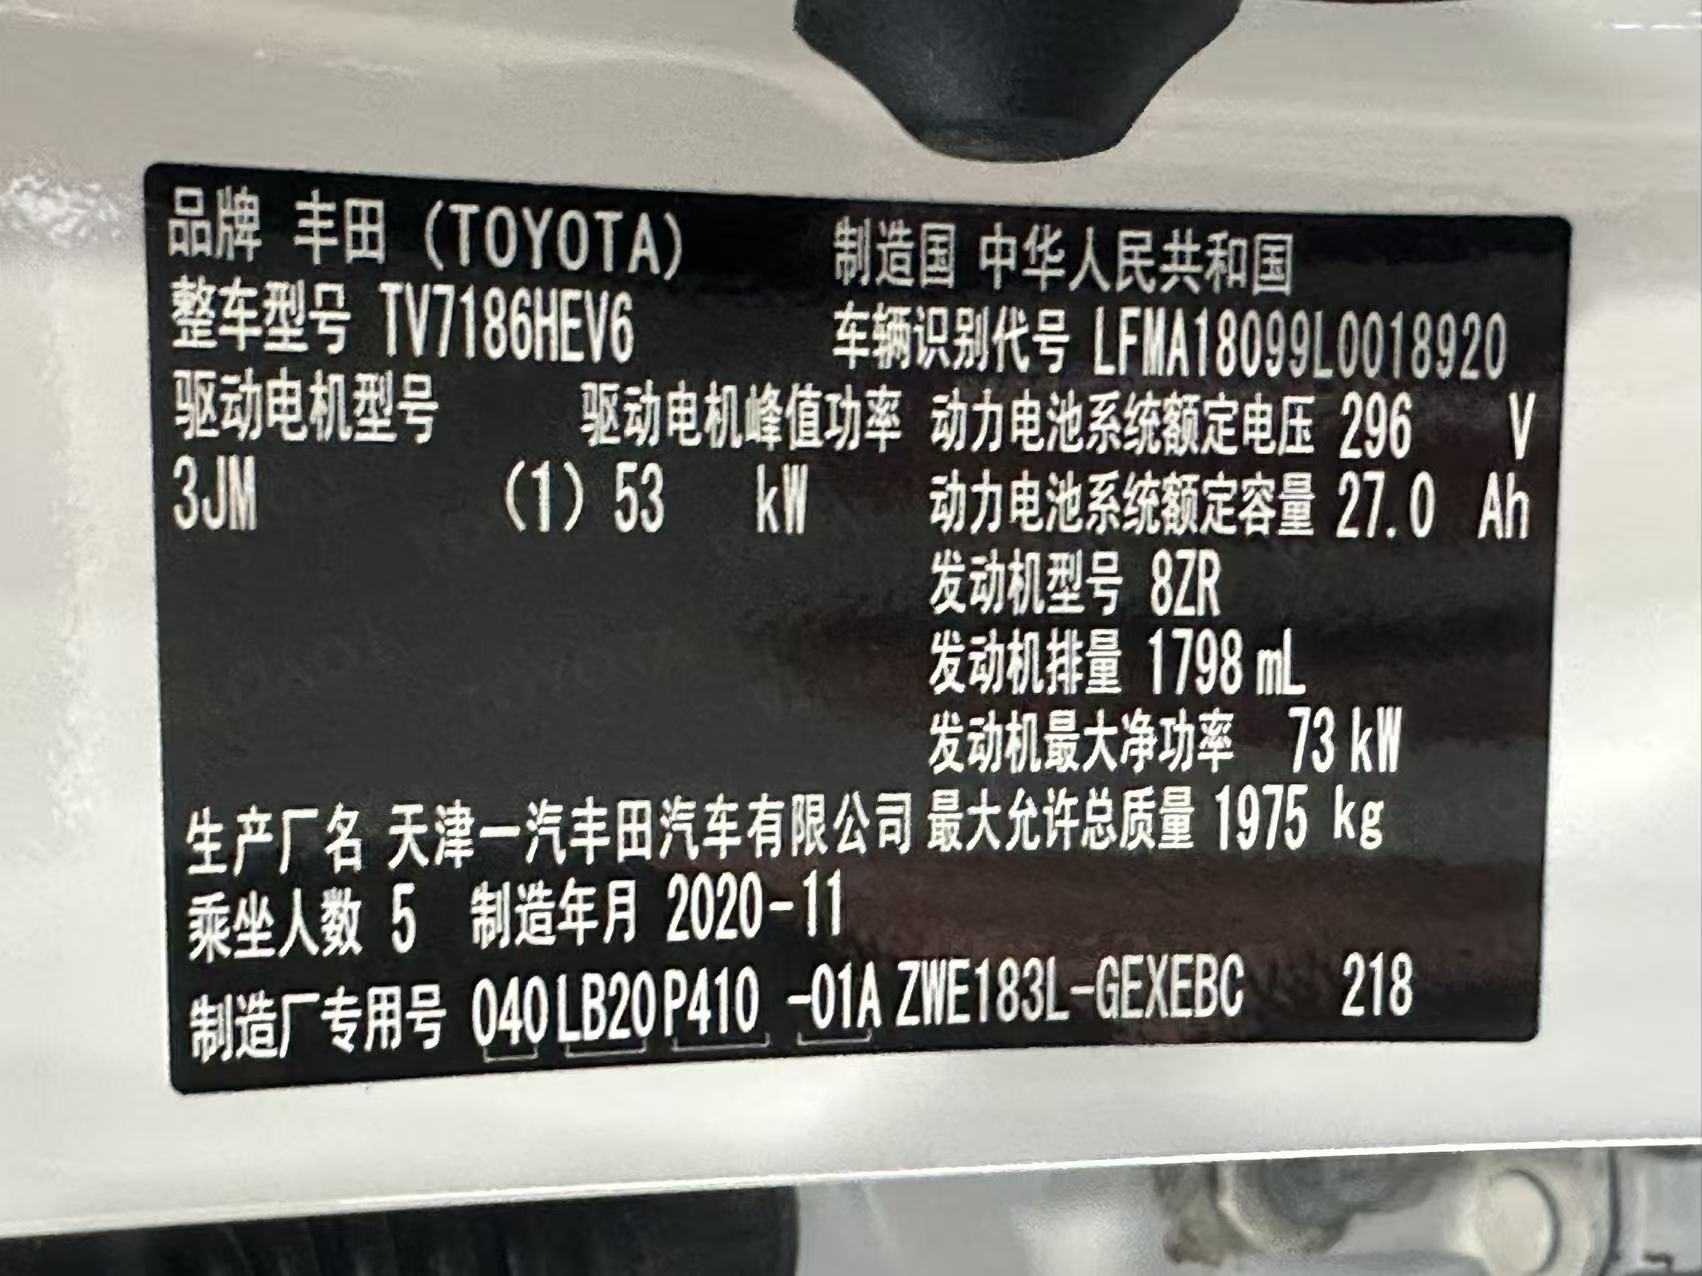 品牌 丰田 (TOYOTA) 制造国 中华人民共和国
整车型号 TV7186HEV6 车辆识别代号 LFMA18099L0018920
驱动电机型号 驱动电机峰值功率 动力电池系统额定电压 296 V
3JM (1) 53 kW 动力电池系统额定容量 27.0 Ah
发动机型号 8ZR
发动机排量 1798 mL
发动机最大净功率 73 kW
生产厂名 天津一汽丰田汽车有限公司 最大允许总质量 1975 kg
乘坐人数 5 制造年月 2020-11
制造厂专用号 040 LB20 P410 -01A ZWE183L-GEXEBC 218